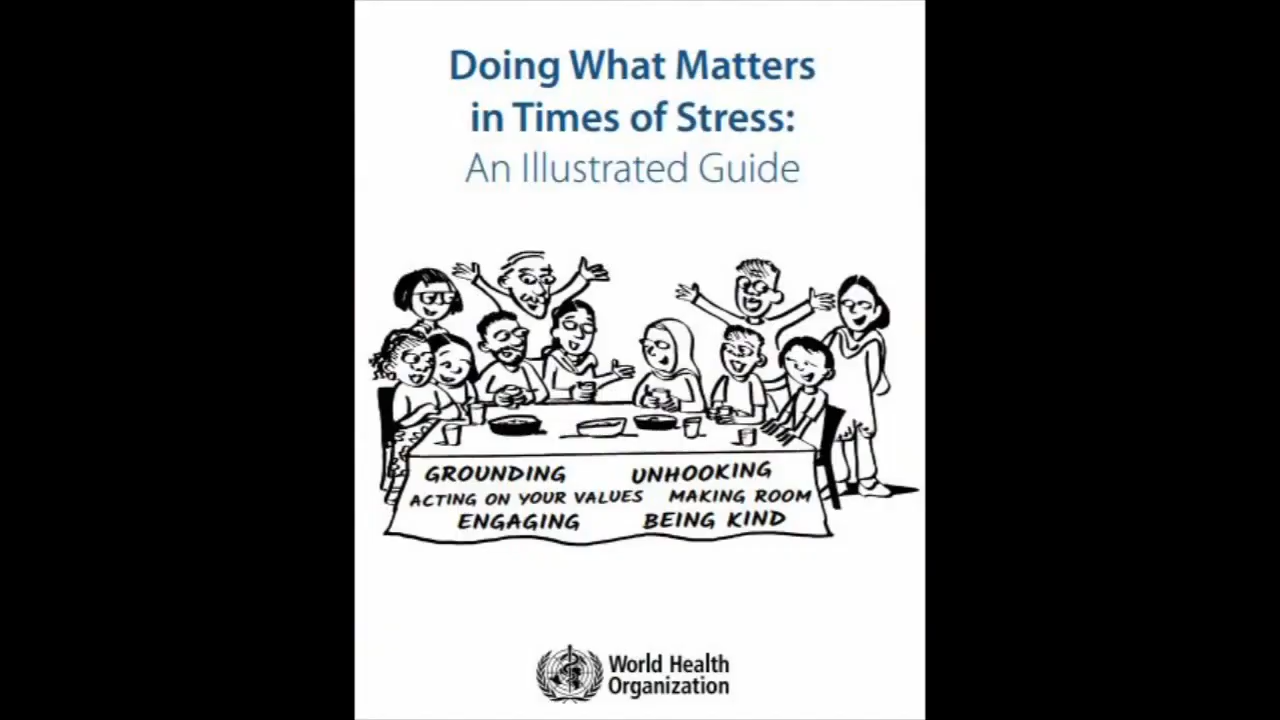 Doing What Matters
in Times of Stress:
An Illustrated Guide
GROUNDING UNHOOKING
ACTING ON YOUR VALUES MAKING ROOM
ENGAGING BEING KIND
World Health
Organization